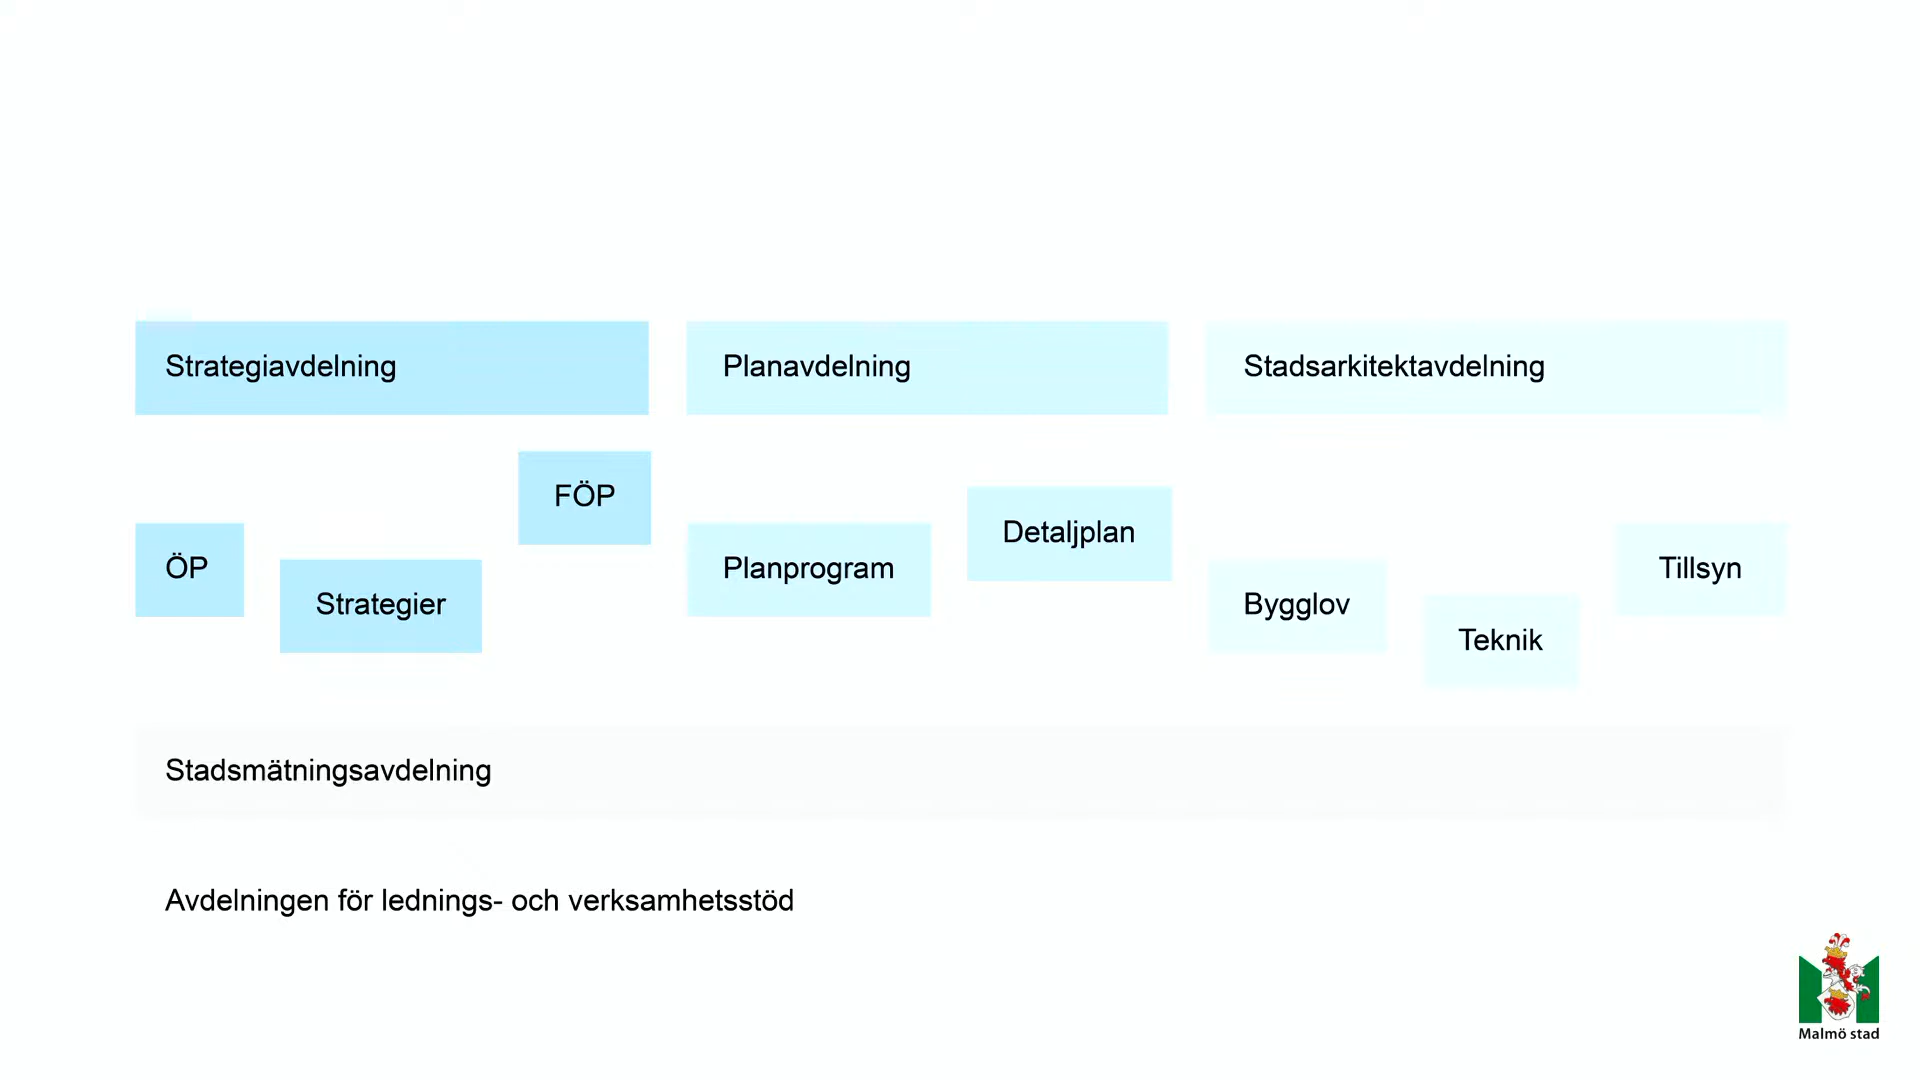 Strategiavdelning
Planavdelning
Stadsarkitektavdelning
ÖP
Strategier
FÖP
Planprogram
Detaljplan
Bygglov
Teknik
Tillsyn
Stadsmätningsavdelning
Avdelningen för lednings- och verksamhetsstöd
Malmö stad